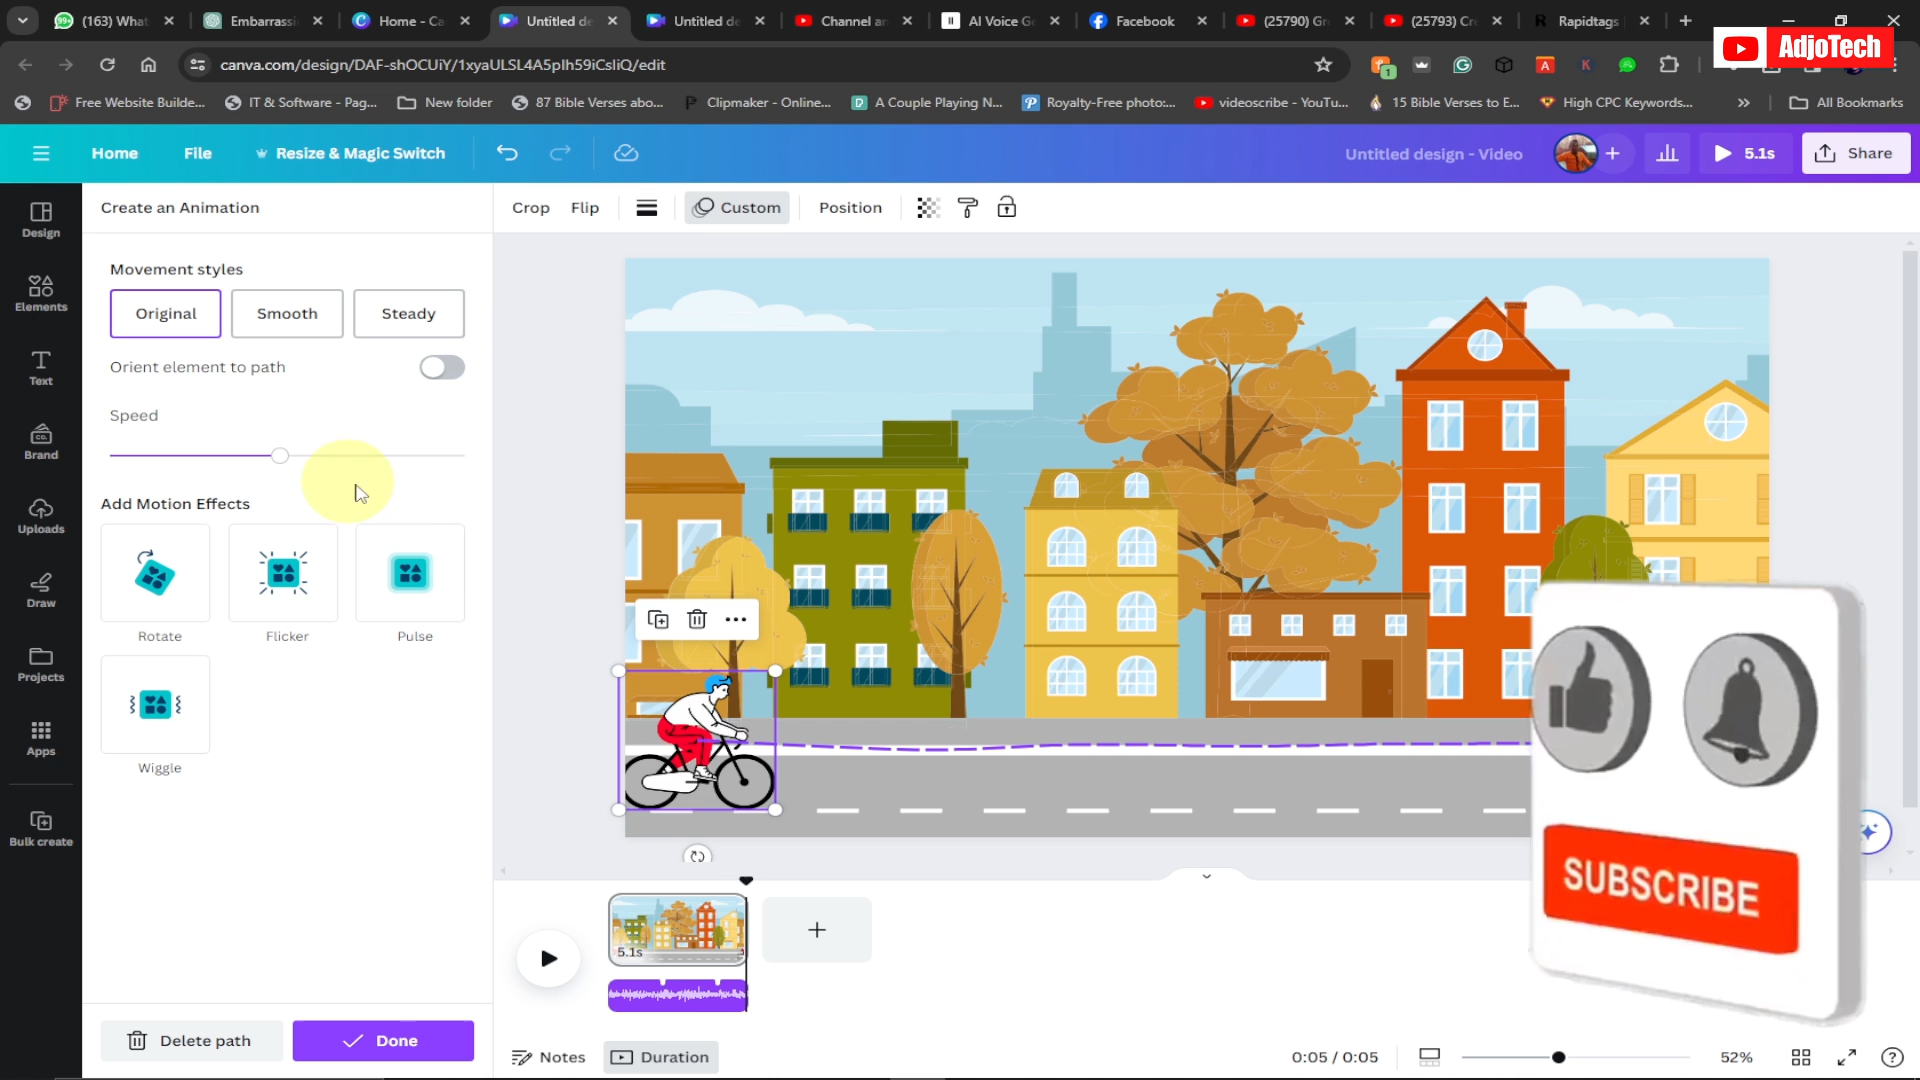 (163) What
Embarrassi
Home - Ca
Untitled de
Untitled de
Channel an
AI Voice Ge
Facebook
(25790) Gr
(25793) Cr
Rapidtags
AdjoTech
canva.com/design/DAF-shOCUiY/1xyaULSL4A5pIh59iCsliQ/edit
Free Website Builde...
IT & Software - Pag...
New folder
87 Bible Verses abo...
Clipmaker - Online...
A Couple Playing N...
Royalty-Free photo:...
videoscribe - YouTu...
15 Bible Verses to E...
High CPC Keywords...
All Bookmarks
Home
File
Resize & Magic Switch
Untitled design - Video
5.1s
Share
Design
Elements
Text
Brand
Uploads
Draw
Projects
Apps
Bulk create
Create an Animation
Movement styles
Original
Smooth
Steady
Orient element to path
Speed
Add Motion Effects
Rotate
Flicker
Pulse
Wiggle
Delete path
Done
Crop
Flip
Custom
Position
SUBSCRIBE
5.1s
Notes
Duration
0:05 / 0:05
52%